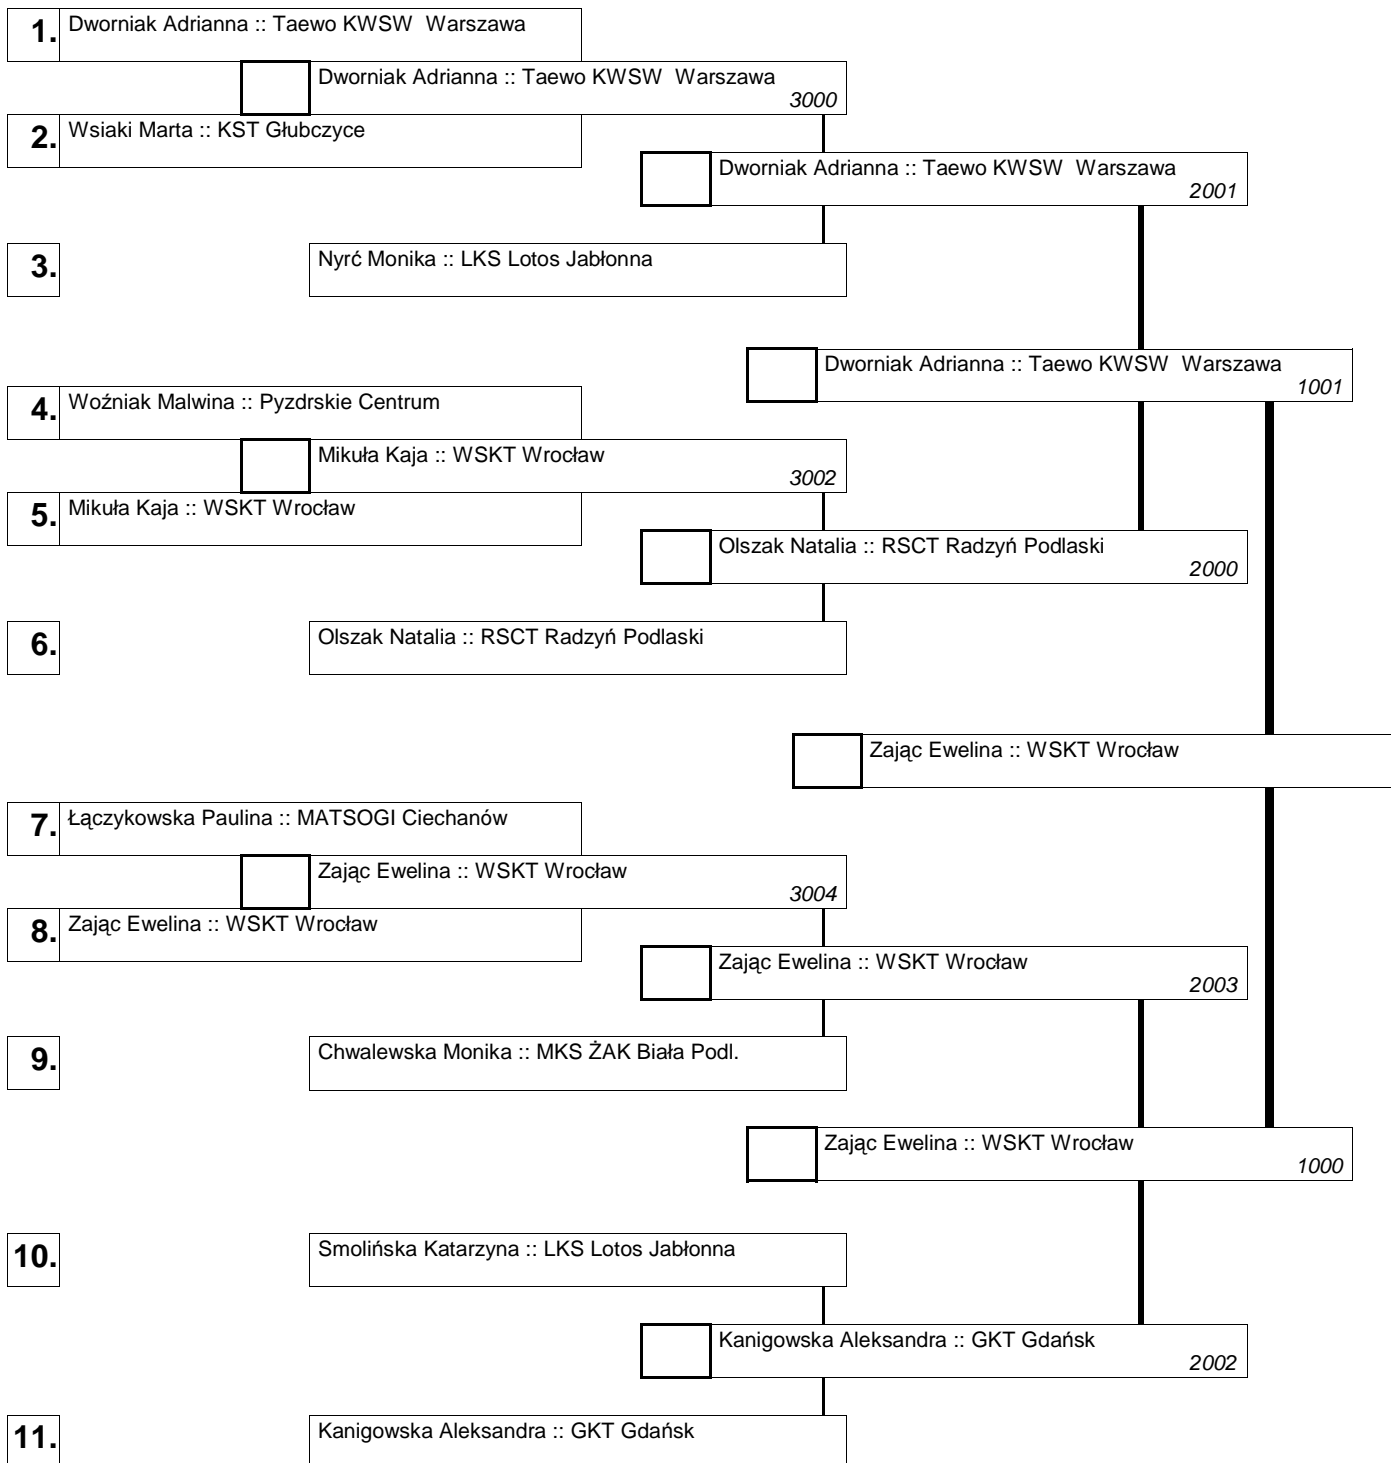 1. Dworniak Adrianna :: Taewo KWSW  Warszawa
Dworniak Adrianna :: Taewo KWSW  Warszawa
3000
2. Wsiaki Marta :: KST Głubczyce
Dworniak Adrianna :: Taewo KWSW  Warszawa
2001
3. Nyrć Monika :: LKS Lotos Jabłonna
Dworniak Adrianna :: Taewo KWSW  Warszawa
1001
4. Woźniak Malwina :: Pyzdrskie Centrum
Mikuła Kaja :: WSKT Wrocław
3002
5. Mikuła Kaja :: WSKT Wrocław
Olszak Natalia :: RSCT Radzyń Podlaski
2000
6. Olszak Natalia :: RSCT Radzyń Podlaski
Zając Ewelina :: WSKT Wrocław
7. Łączykowska Paulina :: MATSOGI Ciechanów
Zając Ewelina :: WSKT Wrocław
3004
8. Zając Ewelina :: WSKT Wrocław
Zając Ewelina :: WSKT Wrocław
2003
9. Chwalewska Monika :: MKS ŻAK Biała Podl.
Zając Ewelina :: WSKT Wrocław
1000
10. Smolińska Katarzyna :: LKS Lotos Jabłonna
Kanigowska Aleksandra :: GKT Gdańsk
2002
11. Kanigowska Aleksandra :: GKT Gdańsk